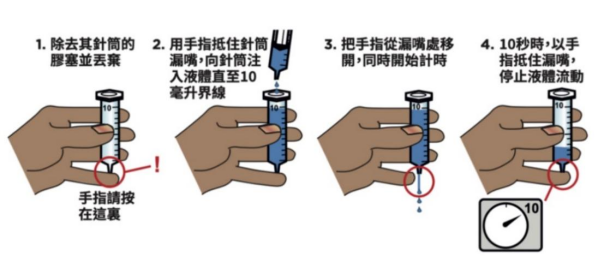 1. 除去其針筒的
膠塞並丟棄
手指請按
在這裏
!
2. 用手指抵住針筒
漏嘴，向針筒注
入液體直至10
毫升界線
3. 把手指從漏嘴處移
開，同時開始計時
4. 10秒時，以手
指抵住漏嘴，
停止液體流動
10
10
10
10
10